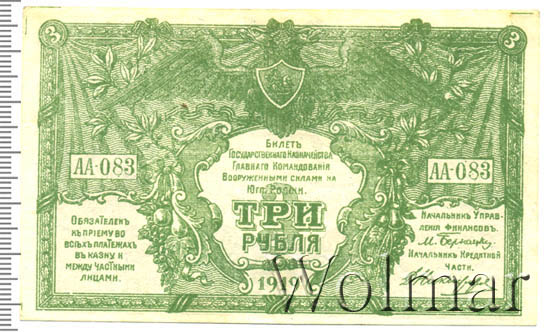 3
3
Билетъ
Государственнаго Казначейства
Главнаго Командованія
Вооруженными силами на
Югѣ Россіи.
АА-083
АА-083
ТРИ
РУБЛЯ
1919
Обязателенъ
къ пріему во
всѣхъ платежахъ
въ казну и
между частными
лицами.
Начальникъ Управ-
ленія Финансовъ.
Начальникъ Кредитной
Части.
Wolmar